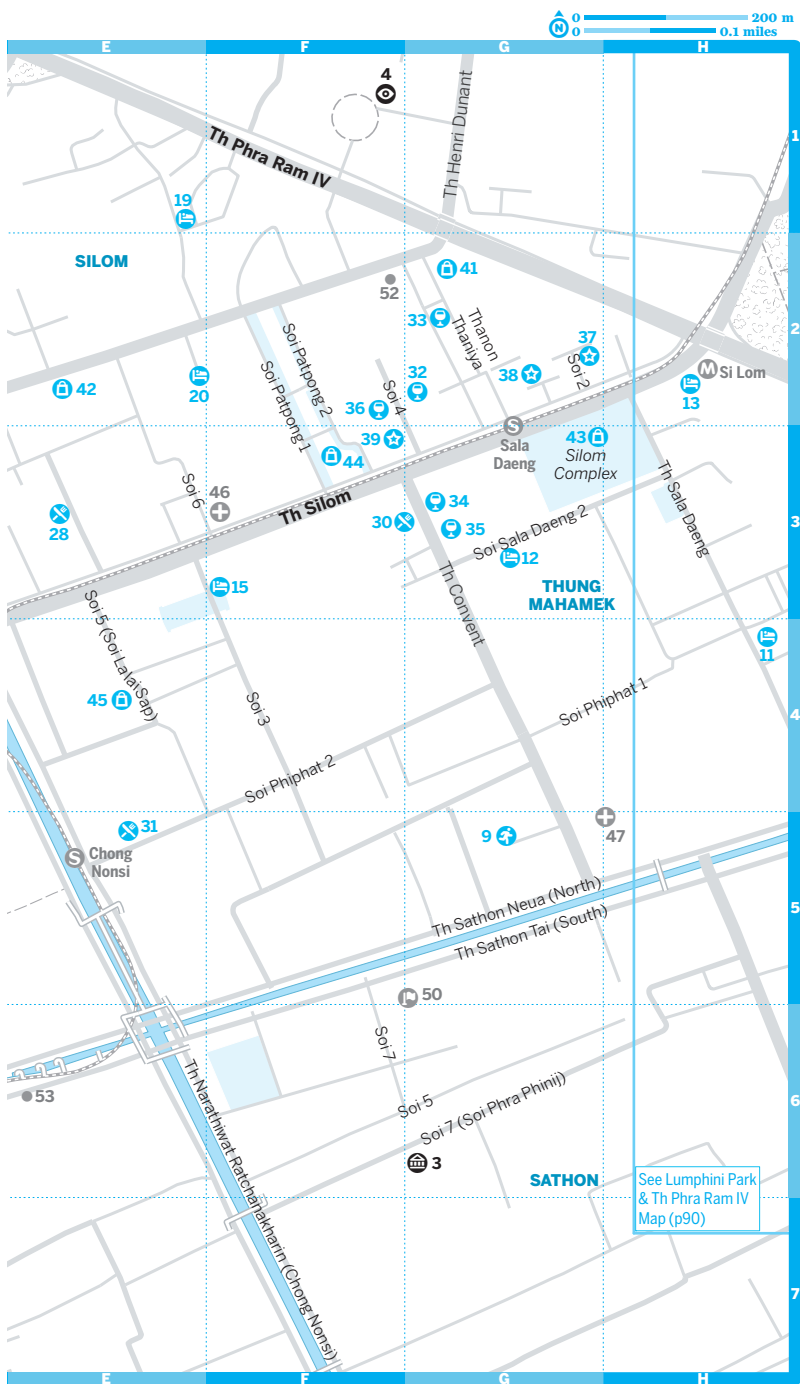 N
0 200 m
0 0.1 miles
E F G H
4
1
Th Henri Dunant
Th Phra Ram IV
19
SILOM
41
52
33
Thanon
Thaniya
2
37
Soi Patpong 2
32
38
Soi 2
M Si Lom
42
20
Soi Patpong 1
36
Soi 4
13
39
S
Sala
Daeng
43
Silom
Complex
44
Soi 6
46
Th Silom
34
28
30
35
Soi Sala Daeng 2
Th Sala Daeng
3
12
15
THUNG
MAHAMEK
Th Convent
Soi 5 (Soi Lalai Sap)
11
45
Soi 3
Soi Phiphat 1
4
Soi Phiphat 2
31
9
47
S
Chong
Nonsi
Th Sathon Neua (North)
Th Sathon Tai (South)
5
50
Soi 7
53
6
Soi 5
Soi 7 (Soi Phra Phinij)
Th Narathiwat Ratchanakharin (Chong Nonsi)
3
SATHON
See Lumphini Park
& Th Phra Ram IV
Map (p90)
7
E F G H